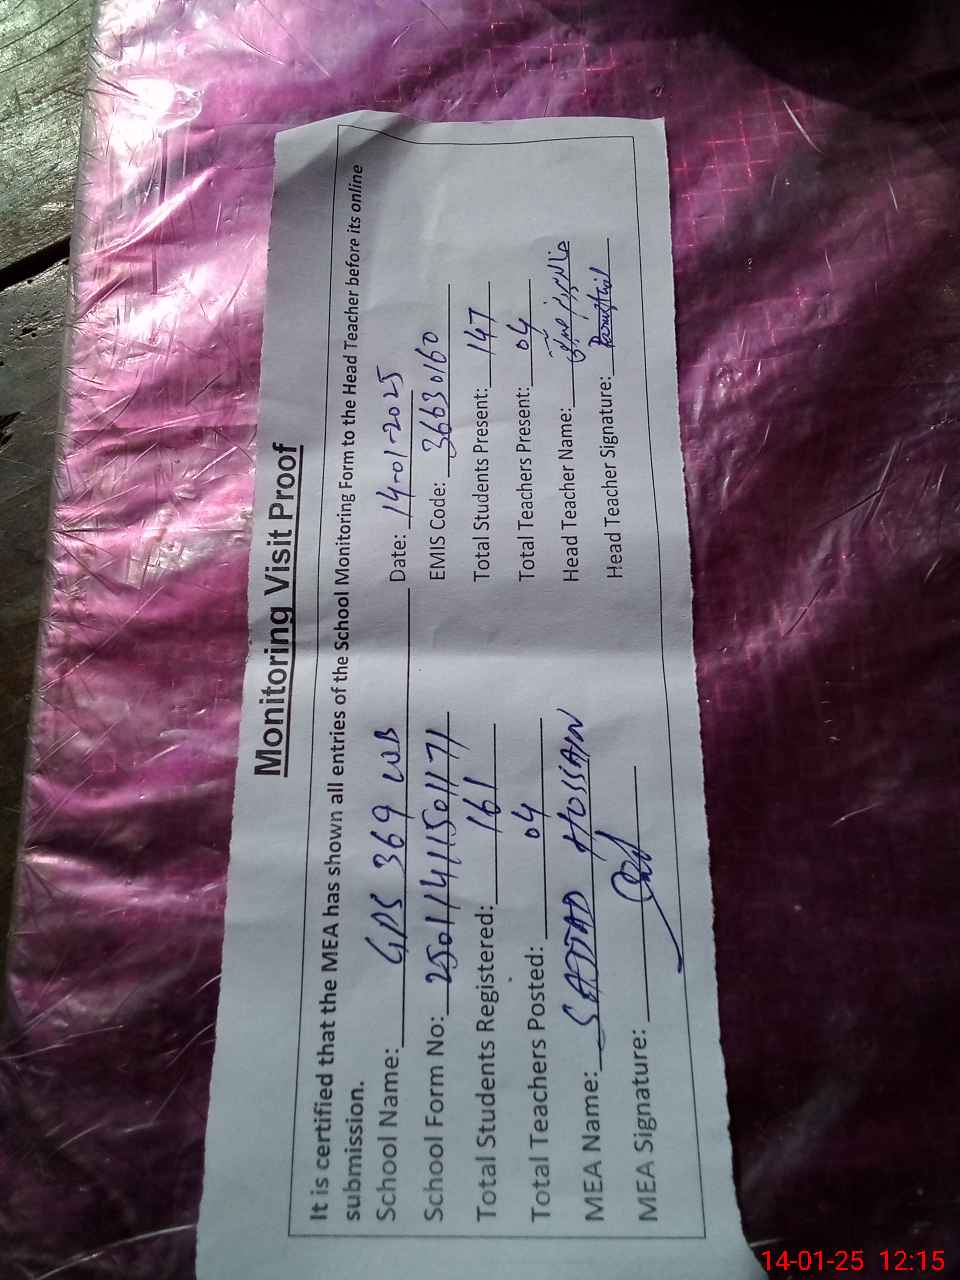 Monitoring Visit Proof
It is certified that the MEA has shown all entries of the School Monitoring Form to the Head Teacher before its online
submission.
School Name: GPS 369 WB Date: 14-01-2025
School Form No: 25011411501171 EMIS Code: 36630160
Total Students Registered: 161 Total Students Present: 147
Total Teachers Posted: 04 Total Teachers Present: 04
MEA Name: SAJJAD HOSSAIN Head Teacher Name:
MEA Signature: Head Teacher Signature:
14-01-25 12:15